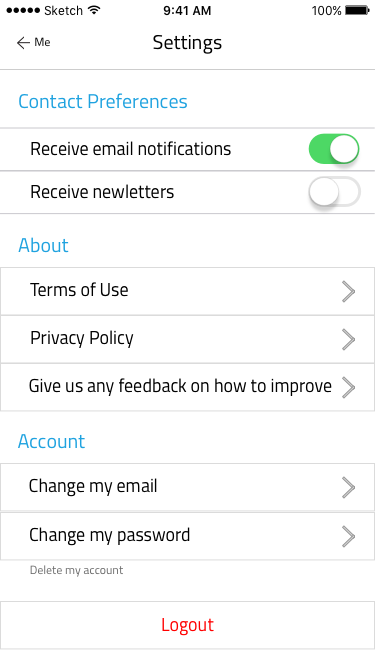 Sketch 9:41 AM 100%
Me Settings
Contact Preferences
Receive email notifications
Receive newletters
About
Terms of Use
Privacy Policy
Give us any feedback on how to improve
Account
Change my email
Change my password
Delete my account
Logout